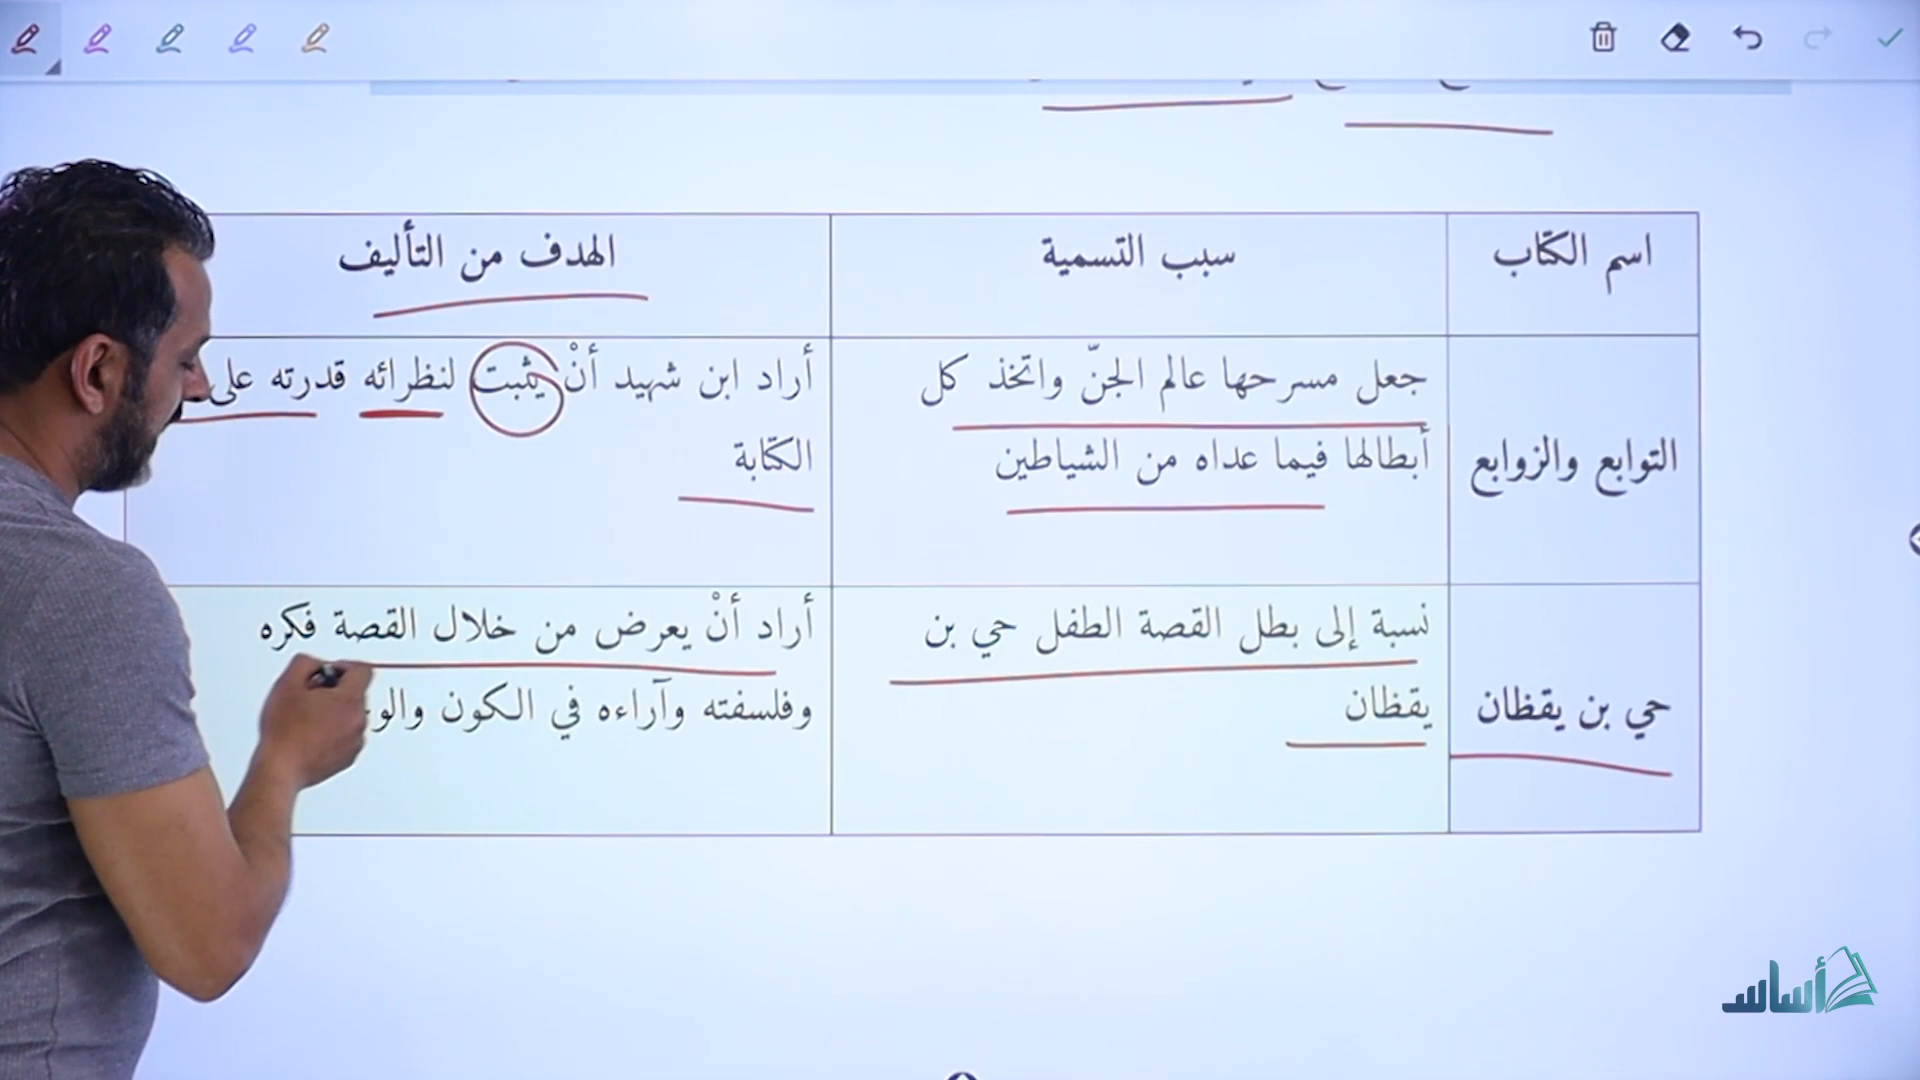 اسم الكتاب
سبب التسمية
الهدف من التأليف
التوابع والزوابع
جعل مسرحها عالم الجنّ واتخذ كل
أبطالها فيما عداه من الشياطين
أراد ابن شهيد أنْ يثبت لنظرائه قدرته على
الكتابة
حي بن يقظان
نسبة إلى بطل القصة الطفل حي بن
يقظان
أراد أنْ يعرض من خلال القصة فكره
وفلسفته وآراءه في الكون
أساس